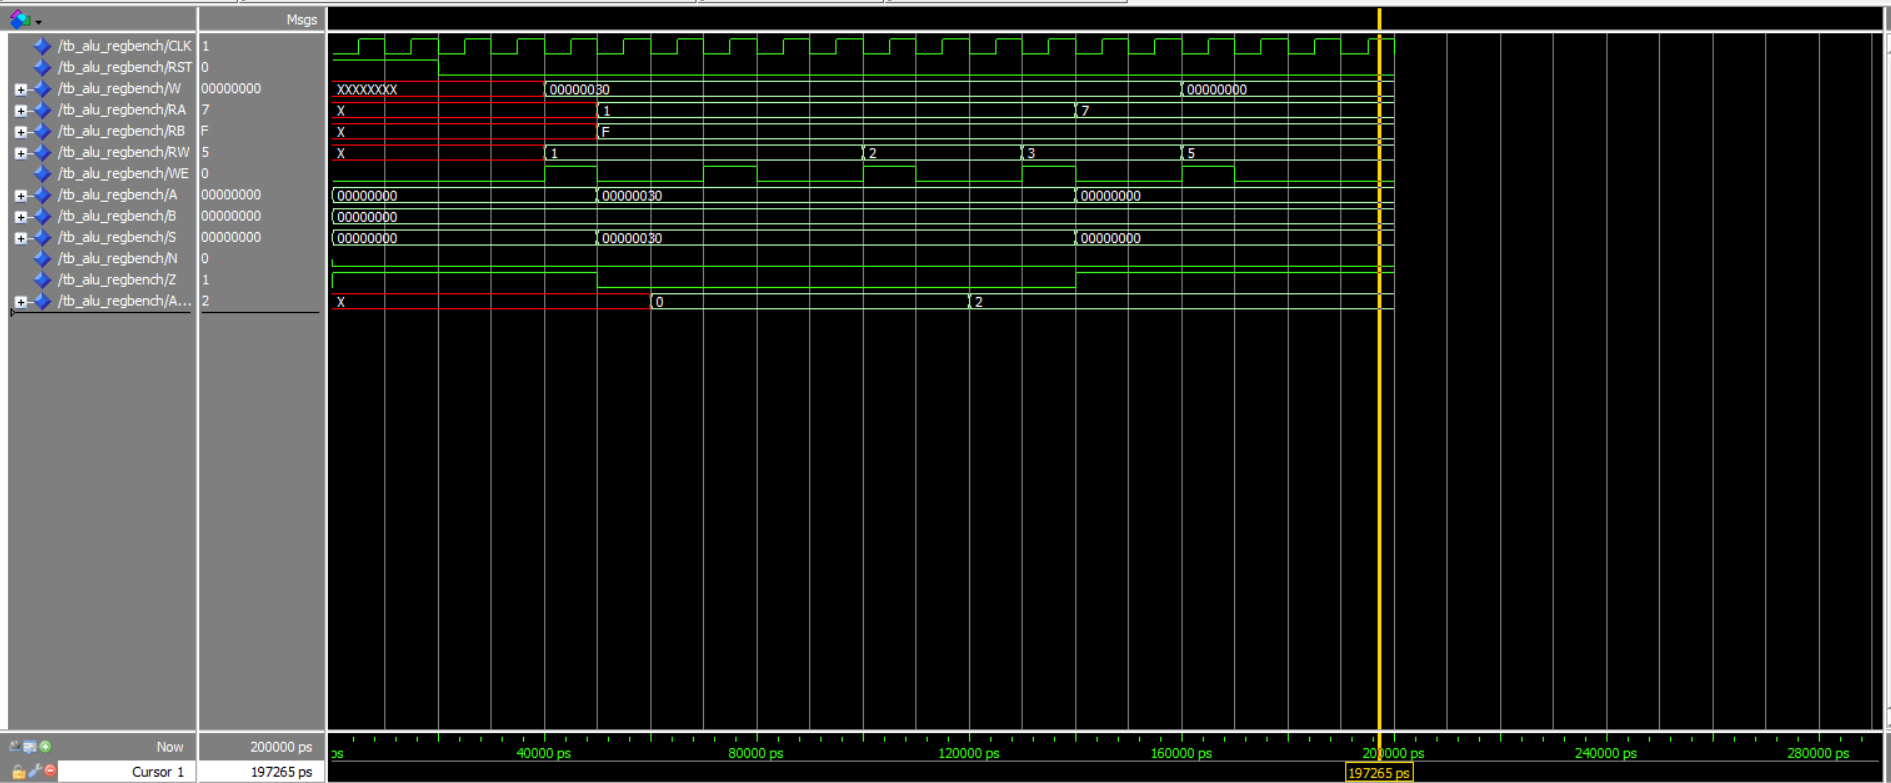 Msgs
/tb_alu_regbench/CLK 1
/tb_alu_regbench/RST 0
/tb_alu_regbench/W 00000000 XXXXXXXX 00000030 00000000
/tb_alu_regbench/RA 7 X 1 7
/tb_alu_regbench/RB F X F
/tb_alu_regbench/RW 5 X 1 2 3 5
/tb_alu_regbench/WE 0
/tb_alu_regbench/A 00000000 00000000 00000030 00000000
/tb_alu_regbench/B 00000000 00000000
/tb_alu_regbench/S 00000000 00000000 00000030 00000000
/tb_alu_regbench/N 0
/tb_alu_regbench/Z 1
/tb_alu_regbench/A... 2 X 0 2
Now 200000 ps ps 40000 ps 80000 ps 120000 ps 160000 ps 200000 ps 240000 ps 280000 ps
Cursor 1 197265 ps 197265 ps